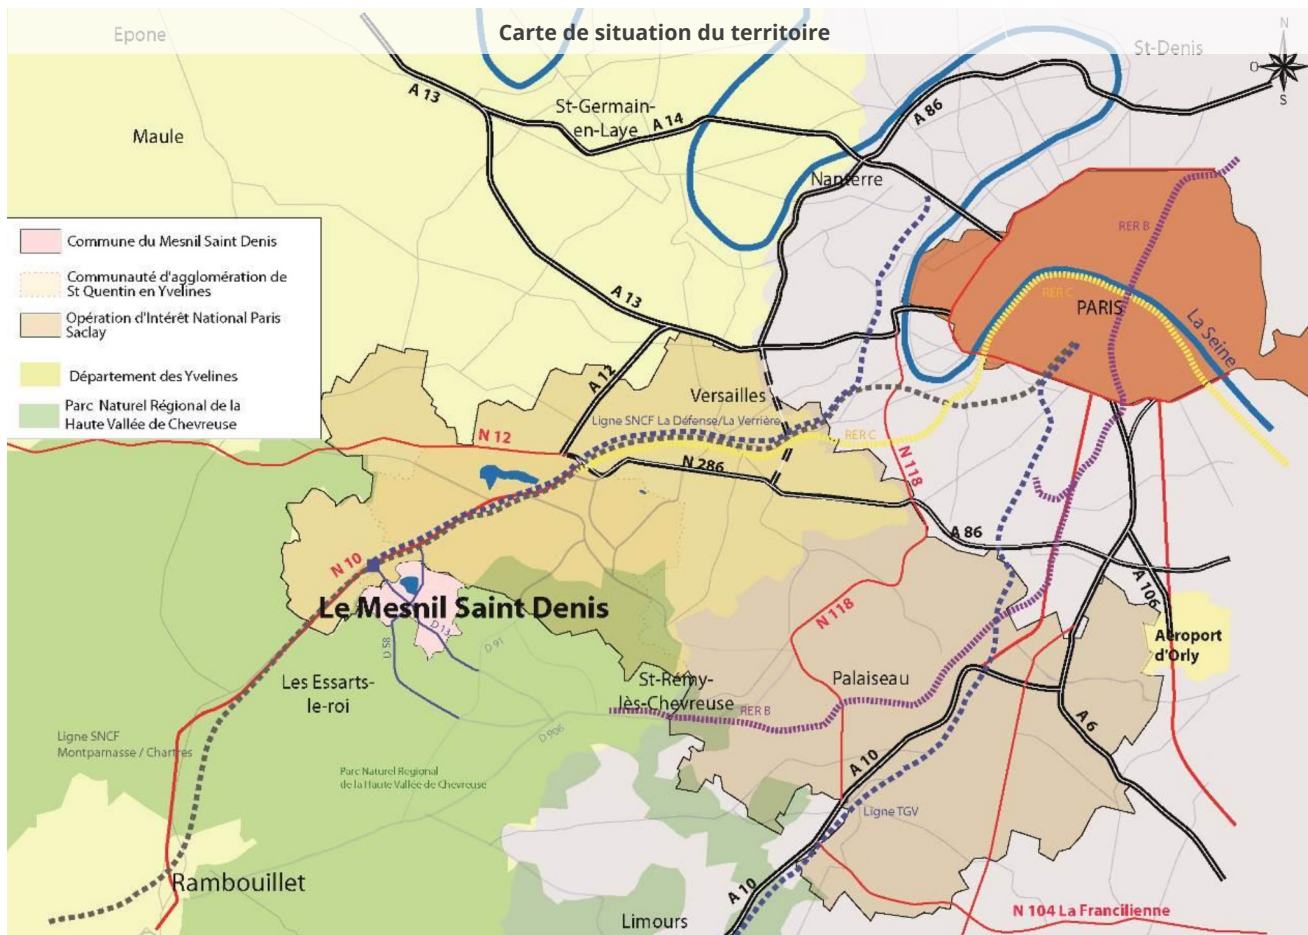 Carte de situation du territoire
Epone
St-Denis
N
O
S
A 13
St-Germain-
en-Laye
A 14
A 86
Maule
Nanterre
RER B
Commune du Mesnil Saint Denis
Communauté d'agglomération de
St Quentin en Yvelines
Opération d'Intérêt National Paris
Saclay
Département des Yvelines
Parc Naturel Régional de la
Haute Vallée de Chevreuse
A 13
RER C
PARIS
La Seine
A 12
Versailles
Ligne SNCF La Défense/La Verrière
N 12
RER C
N 286
N 118
A 86
N 10
A 106
Le Mesnil Saint Denis
N 118
D 13
D 58
D 91
Aéroport
d'Orly
Les Essarts-
le-roi
St-Rémy-
lès-Chevreuse
Palaiseau
RER B
D 906
A 6
Ligne SNCF
Montparnasse / Chartres
A 10
Parc Naturel Regional
de la Haute Vallée de Chevreuse
Ligne TGV
Rambouillet
A 10
Limours
N 104 La Francilienne